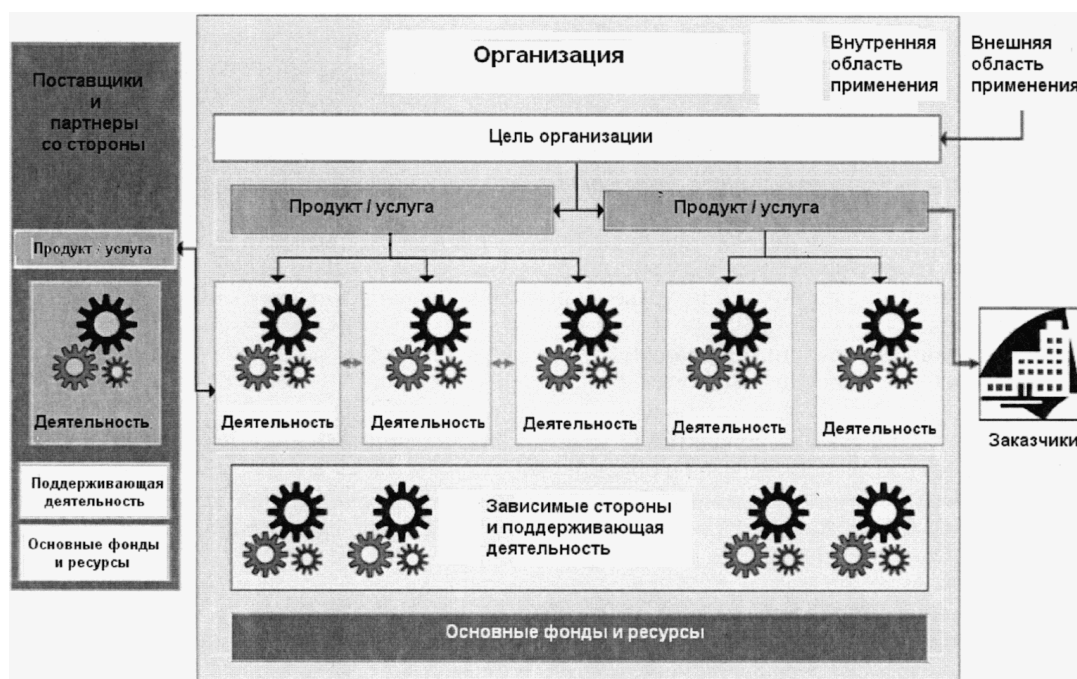 Организация
Внутренняя
область
применения
Внешняя
область
применения
Поставщики
и
партнеры
со стороны
Цель организации
Продукт / услуга
Продукт / услуга
Продукт / услуга
Деятельность
Деятельность
Деятельность
Деятельность
Деятельность
Деятельность
Заказчики
Поддерживающая
деятельность
Основные фонды
и ресурсы
Зависимые стороны
и поддерживающая
деятельность
Основные фонды и ресурсы